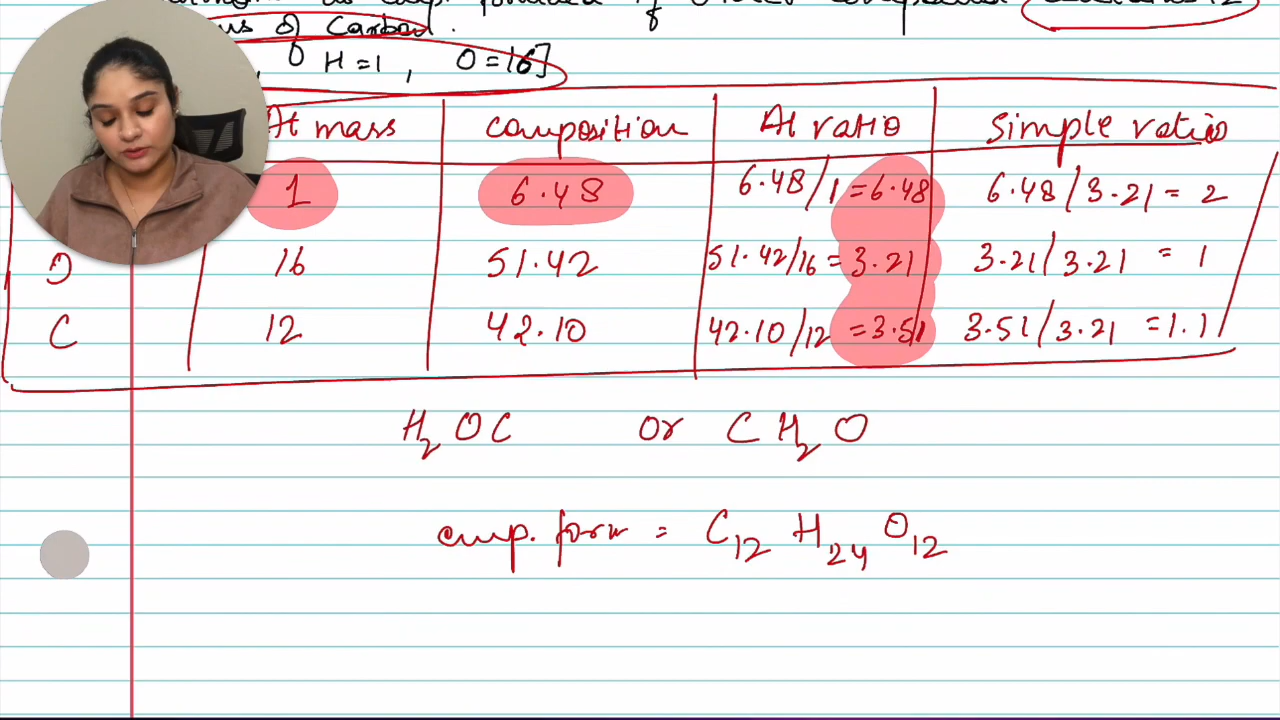 us of Carbon.
, H=1, O=16]
At mass composition At ratio Simple ratio
1 6.48 6.48/1=6.48 6.48/3.21= 2
O 16 51.42 51.42/16=3.21 3.21/3.21 = 1
C 12 42.10 42.10/12 =3.51 3.51/3.21 =1.1
H2OC or CH2O
emp. form = C12 H24 O12